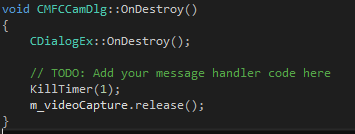 void CMFCCamDlg::OnDestroy()
{
    CDialogEx::OnDestroy();

    // TODO: Add your message handler code here
    KillTimer(1);
    m_videoCapture.release();
}